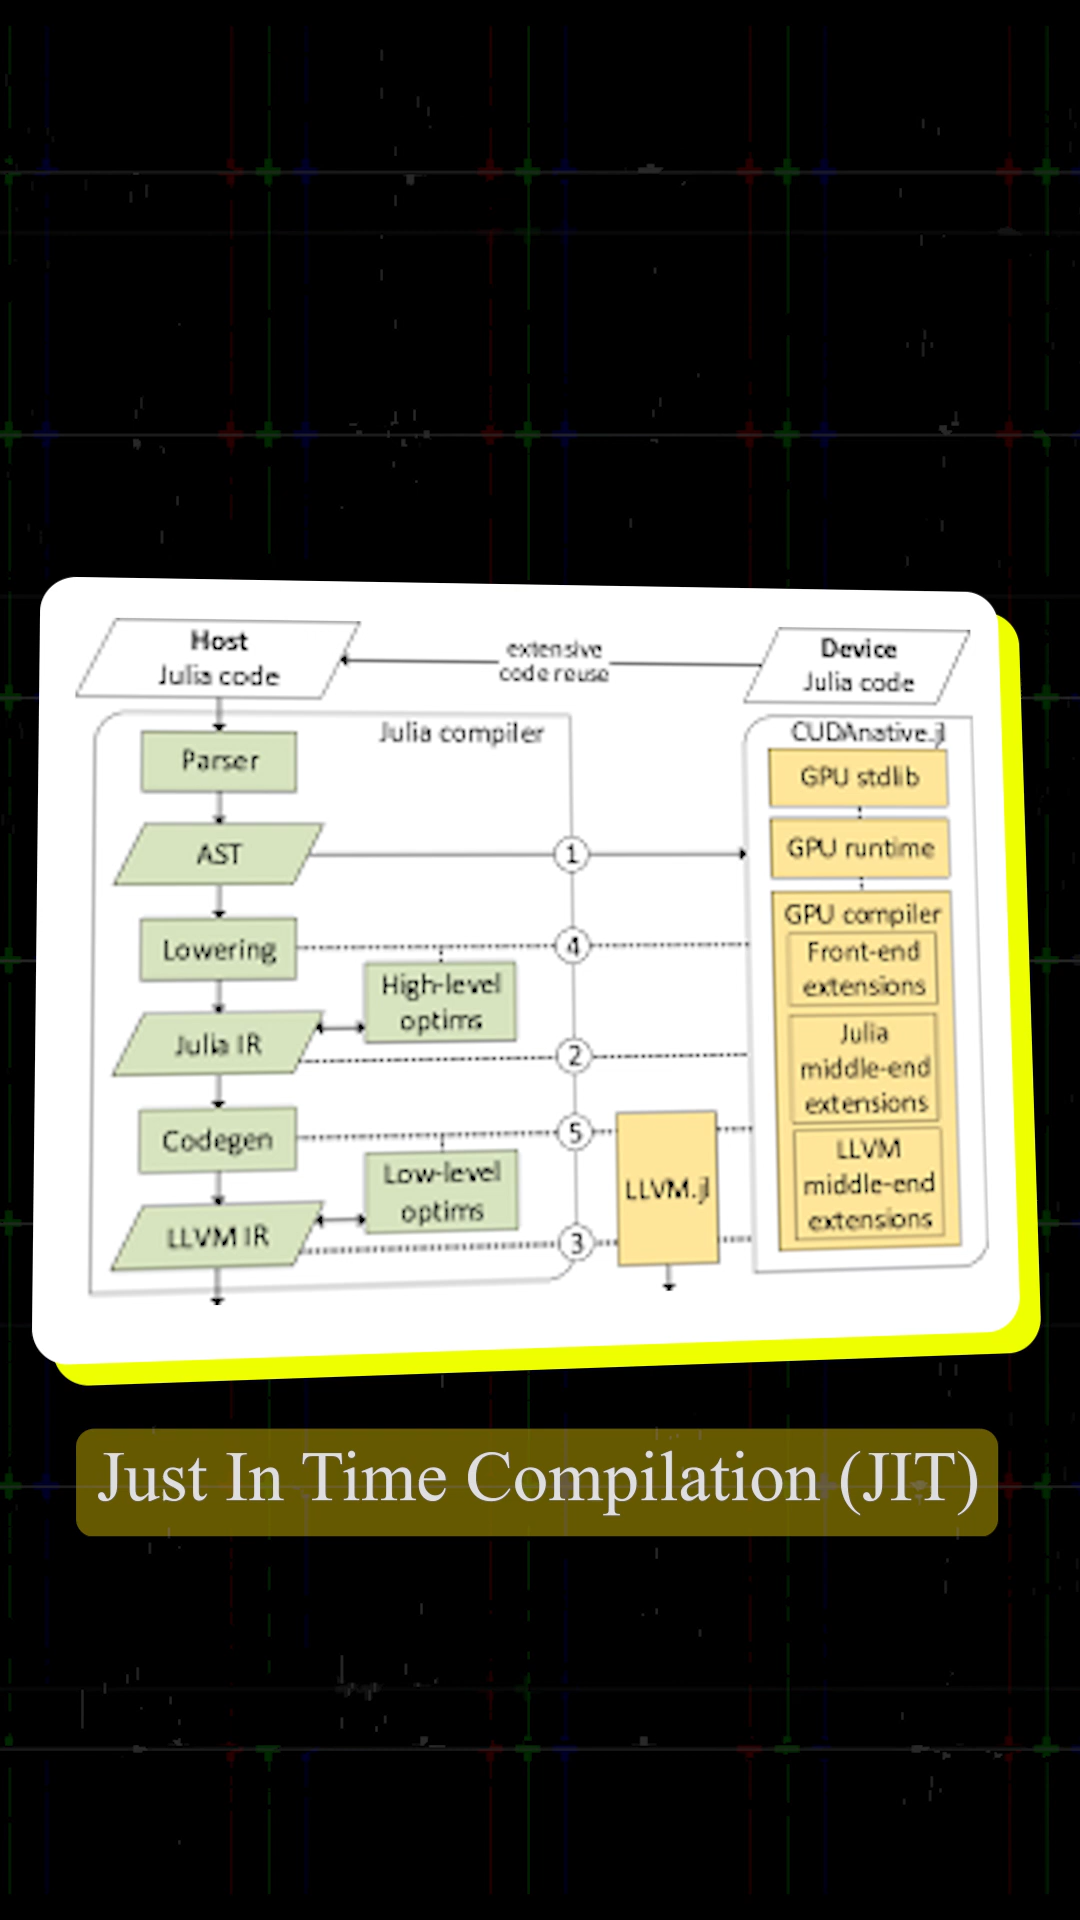 Host
Julia code
extensive
code reuse
Device
Julia code
Julia compiler
CUDAnative.jl
Parser
GPU stdlib
AST
1
GPU runtime
Lowering
4
GPU compiler
Front-end
extensions
High-level
optims
Julia IR
2
Julia
middle-end
extensions
Codegen
5
Low-level
optims
LLVM.jl
LLVM
middle-end
extensions
LLVM IR
3
Just In Time Compilation (JIT)